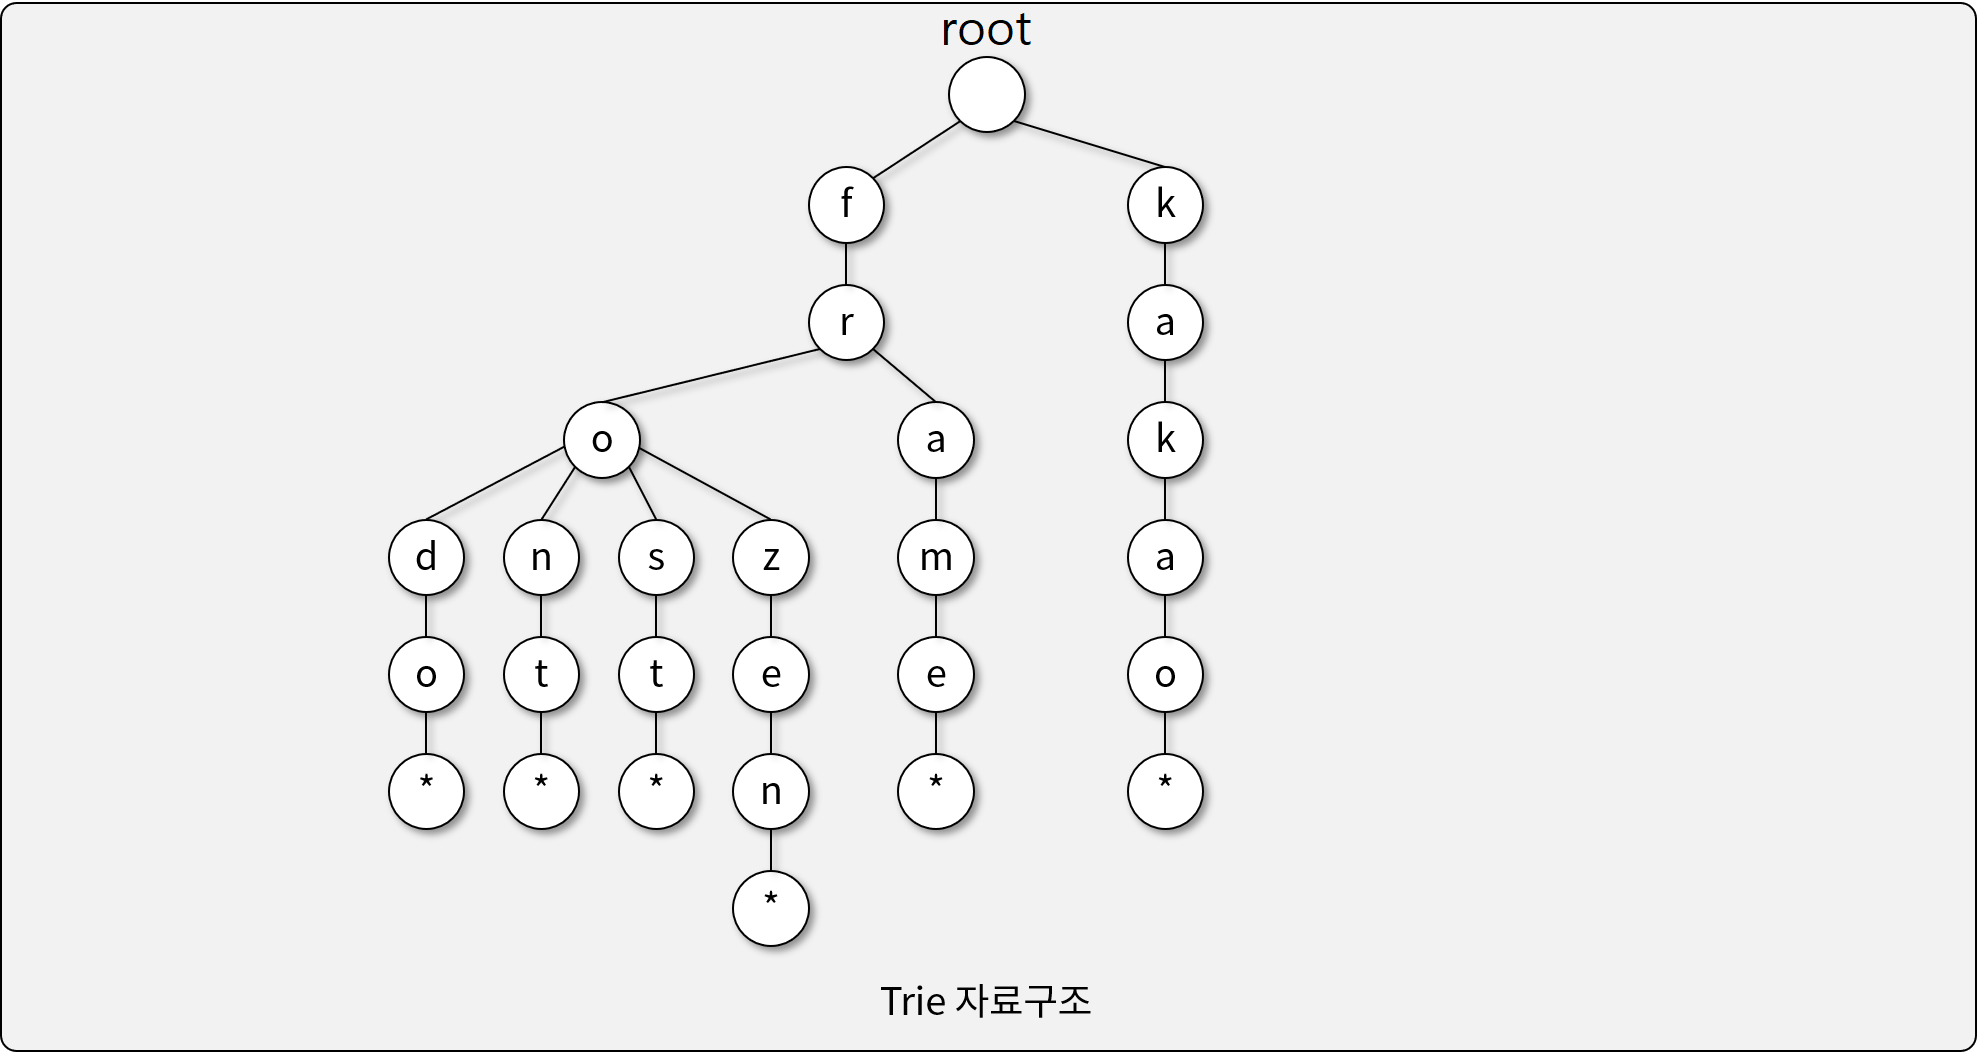 root
f k
r a
o a k
d n s z m a
o t t e e o
* * * n * *
*
Trie 자료구조